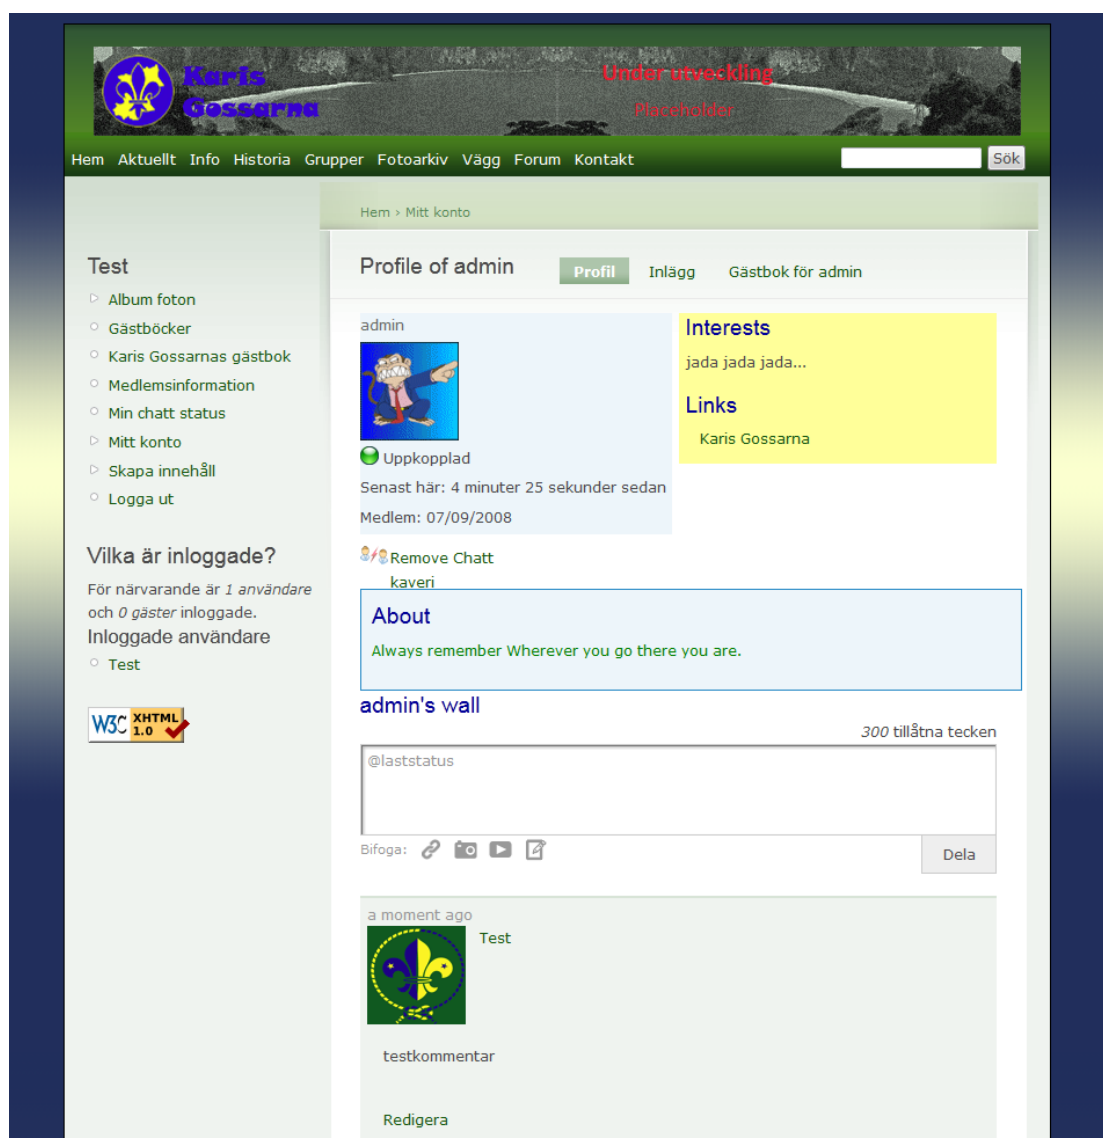 Karis
Gossarna
Under utveckling
Placeholder
Hem Aktuellt Info Historia Grupper Fotoarkiv Vägg Forum Kontakt
Sök
Hem › Mitt konto
Test
Album foton
Gästböcker
Karis Gossarnas gästbok
Medlemsinformation
Min chatt status
Mitt konto
Skapa innehåll
Logga ut
Vilka är inloggade?
För närvarande är 1 användare
och 0 gäster inloggade.
Inloggade användare
Test
W3C XHTML
1.0
Profile of admin
Profil Inlägg Gästbok för admin
admin
Uppkopplad
Senast här: 4 minuter 25 sekunder sedan
Medlem: 07/09/2008
Interests
jada jada jada...
Links
Karis Gossarna
Remove Chatt
kaveri
About
Always remember Wherever you go there you are.
admin's wall
300 tillåtna tecken
@laststatus
Bifoga:
Dela
a moment ago
Test
testkommentar
Redigera